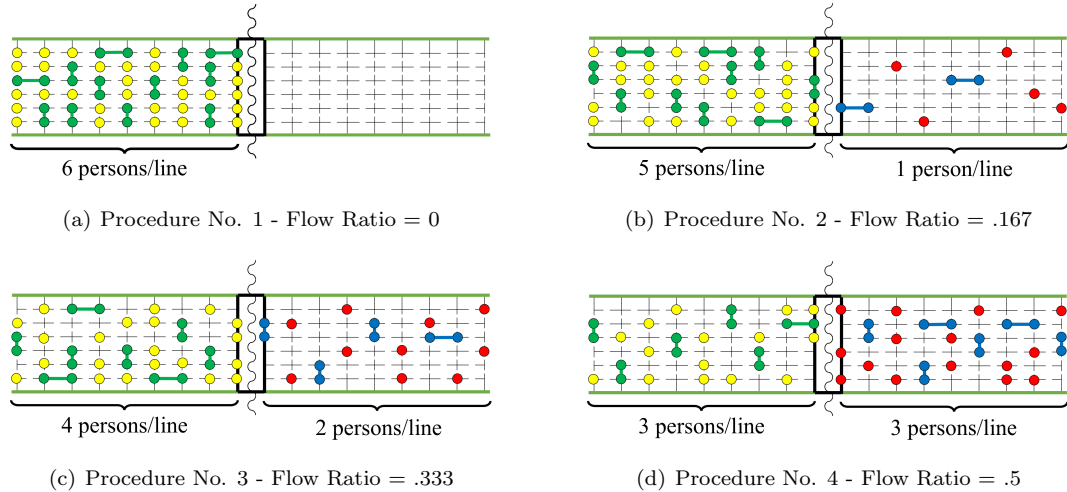 6 persons/line
(a) Procedure No. 1 - Flow Ratio = 0
5 persons/line
1 person/line
(b) Procedure No. 2 - Flow Ratio = .167
4 persons/line
2 persons/line
(c) Procedure No. 3 - Flow Ratio = .333
3 persons/line
3 persons/line
(d) Procedure No. 4 - Flow Ratio = .5